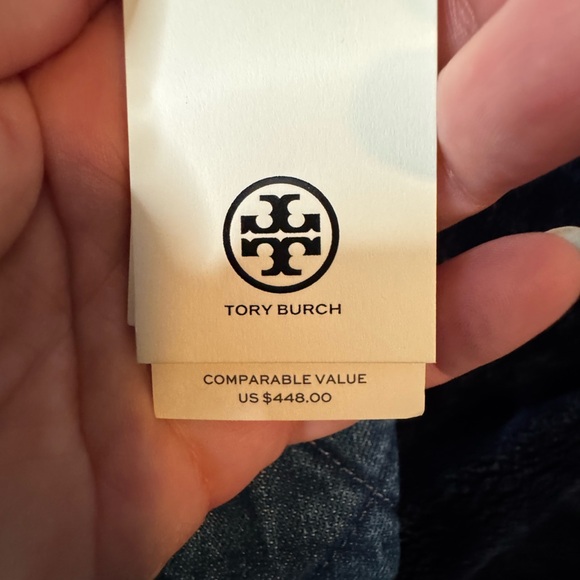 TORY BURCH
COMPARABLE VALUE
US $448.00